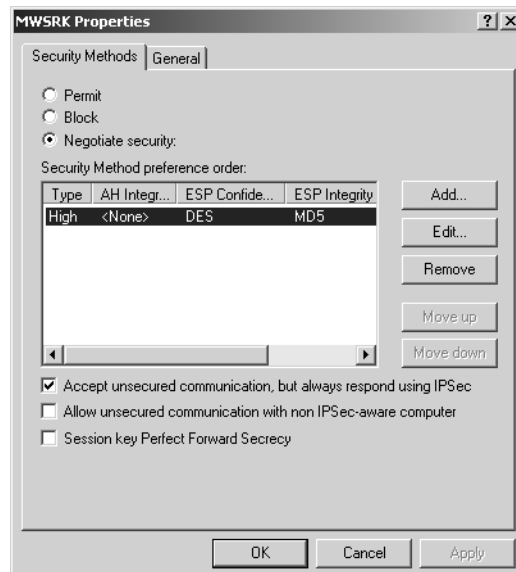 MWSRK Properties
Security Methods General
Permit
Block
Negotiate security:
Security Method preference order:
Type AH Integr... ESP Confide... ESP Integrity
High <None> DES MD5
Add...
Edit...
Remove
Move up
Move down
Accept unsecured communication, but always respond using IPSec
Allow unsecured communication with non IPSec-aware computer
Session key Perfect Forward Secrecy
OK Cancel Apply